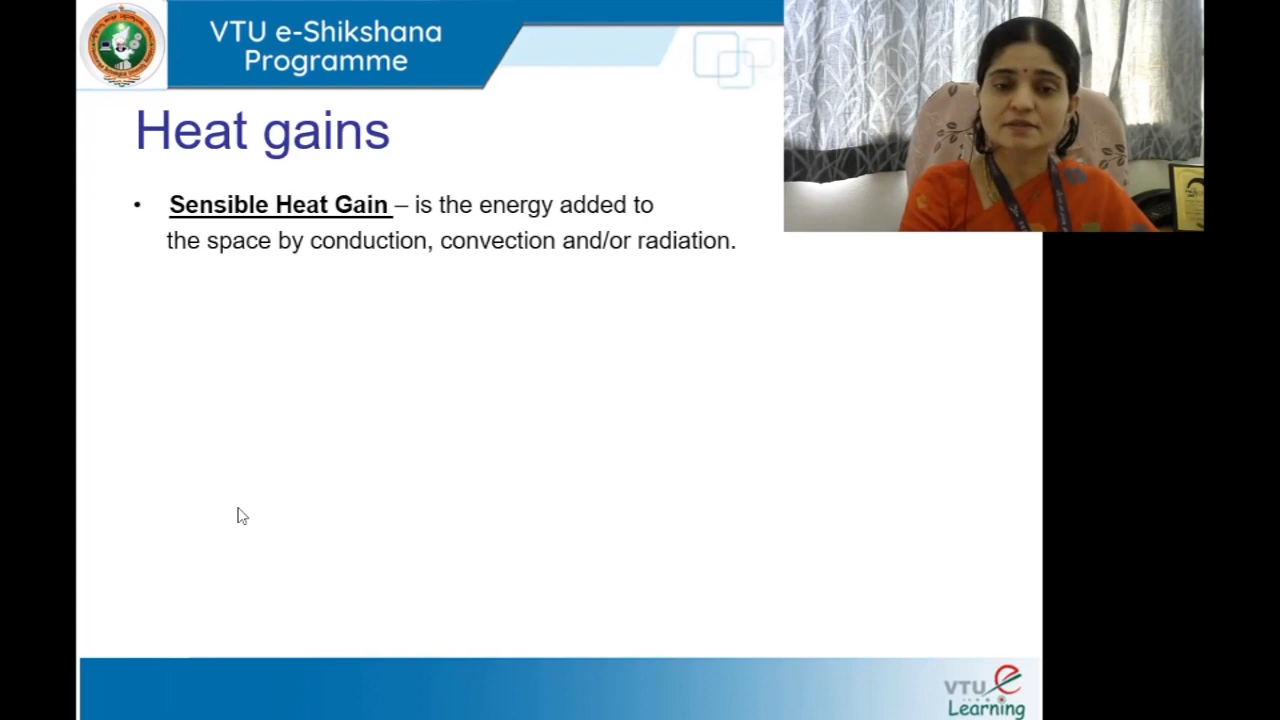 VTU e-Shikshana
Programme
Heat gains
• Sensible Heat Gain – is the energy added to
the space by conduction, convection and/or radiation.
VTU e
Learning